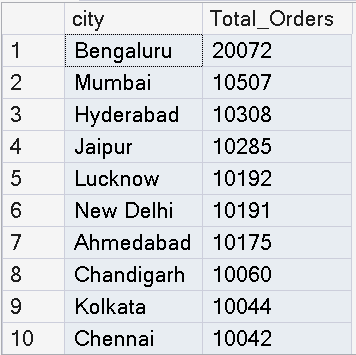 city Total_Orders
1 Bengaluru 20072
2 Mumbai 10507
3 Hyderabad 10308
4 Jaipur 10285
5 Lucknow 10192
6 New Delhi 10191
7 Ahmedabad 10175
8 Chandigarh 10060
9 Kolkata 10044
10 Chennai 10042